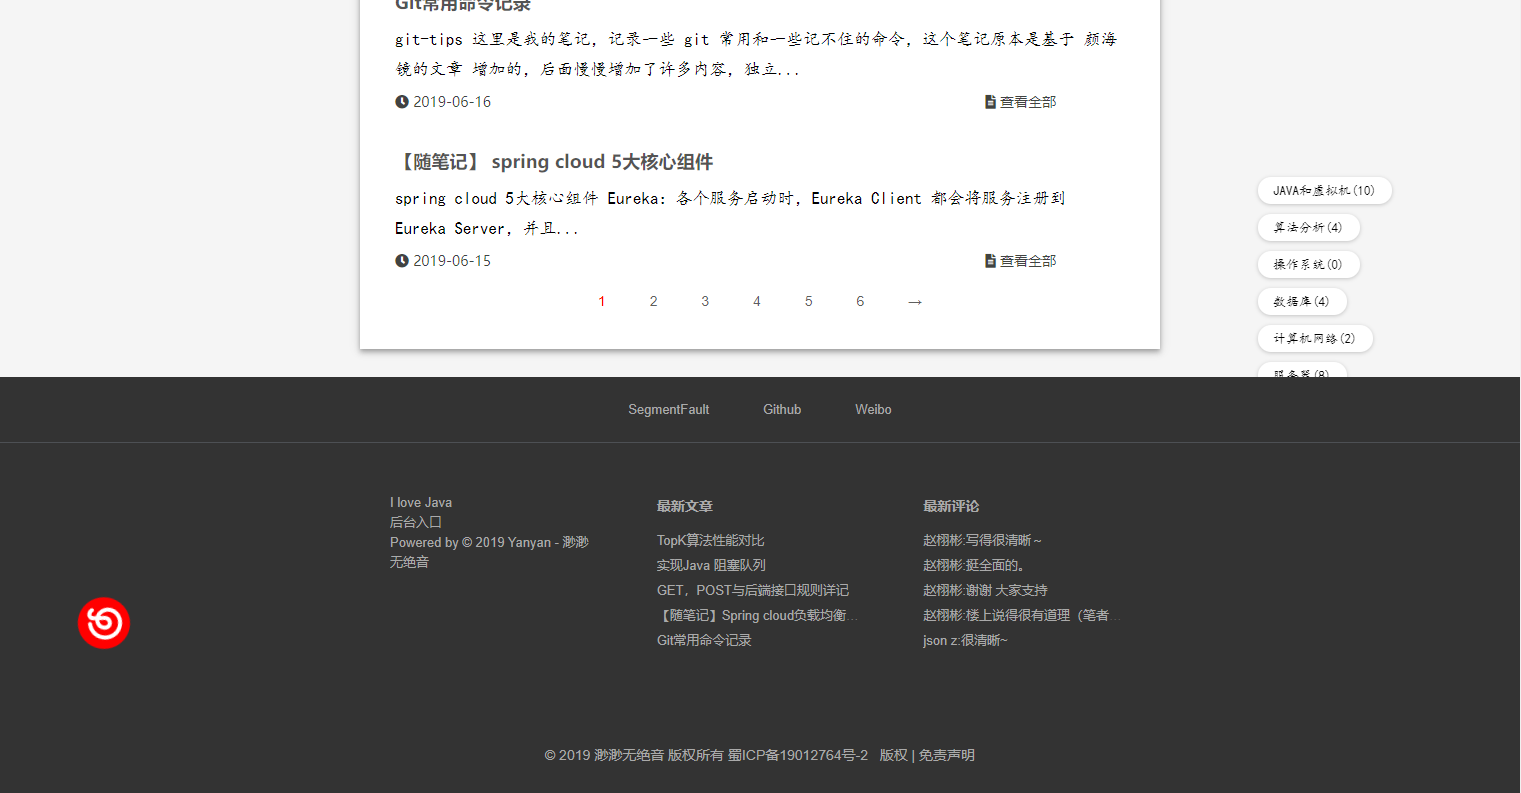 Git常用命令记录
git-tips 这里是我的笔记，记录一些 git 常用和一些记不住的命令，这个笔记原本是基于 颜海
镜的文章 增加的，后面慢慢增加了许多内容，独立...
2019-06-16 查看全部
【随笔记】 spring cloud 5大核心组件
spring cloud 5大核心组件 Eureka：各个服务启动时，Eureka Client 都会将服务注册到
Eureka Server，并且...
2019-06-15 查看全部
1 2 3 4 5 6 →
JAVA和虚拟机(10)
算法分析(4)
操作系统(0)
数据库(4)
计算机网络(2)
服务器(8)
SegmentFault Github Weibo
I love Java
后台入口
Powered by © 2019 Yanyan - 渺渺
无绝音
最新文章
TopK算法性能对比
实现Java 阻塞队列
GET，POST与后端接口规则详记
【随笔记】Spring cloud负载均衡...
Git常用命令记录
最新评论
赵栩彬:写得很清晰～
赵栩彬:挺全面的。
赵栩彬:谢谢 大家支持
赵栩彬:楼上说得很有道理（笔者...
json z:很清晰~
© 2019 渺渺无绝音 版权所有 蜀ICP备19012764号-2 版权 | 免责声明